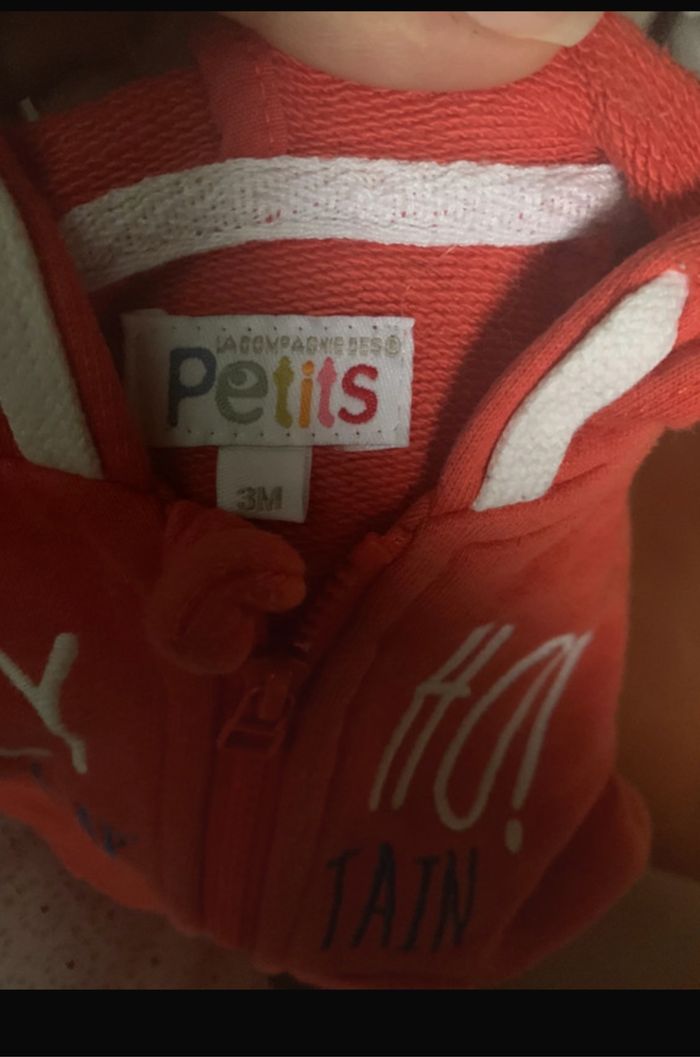 LA COMPAGNIE DES®
Petits
3M
Y
HO!
TAIN